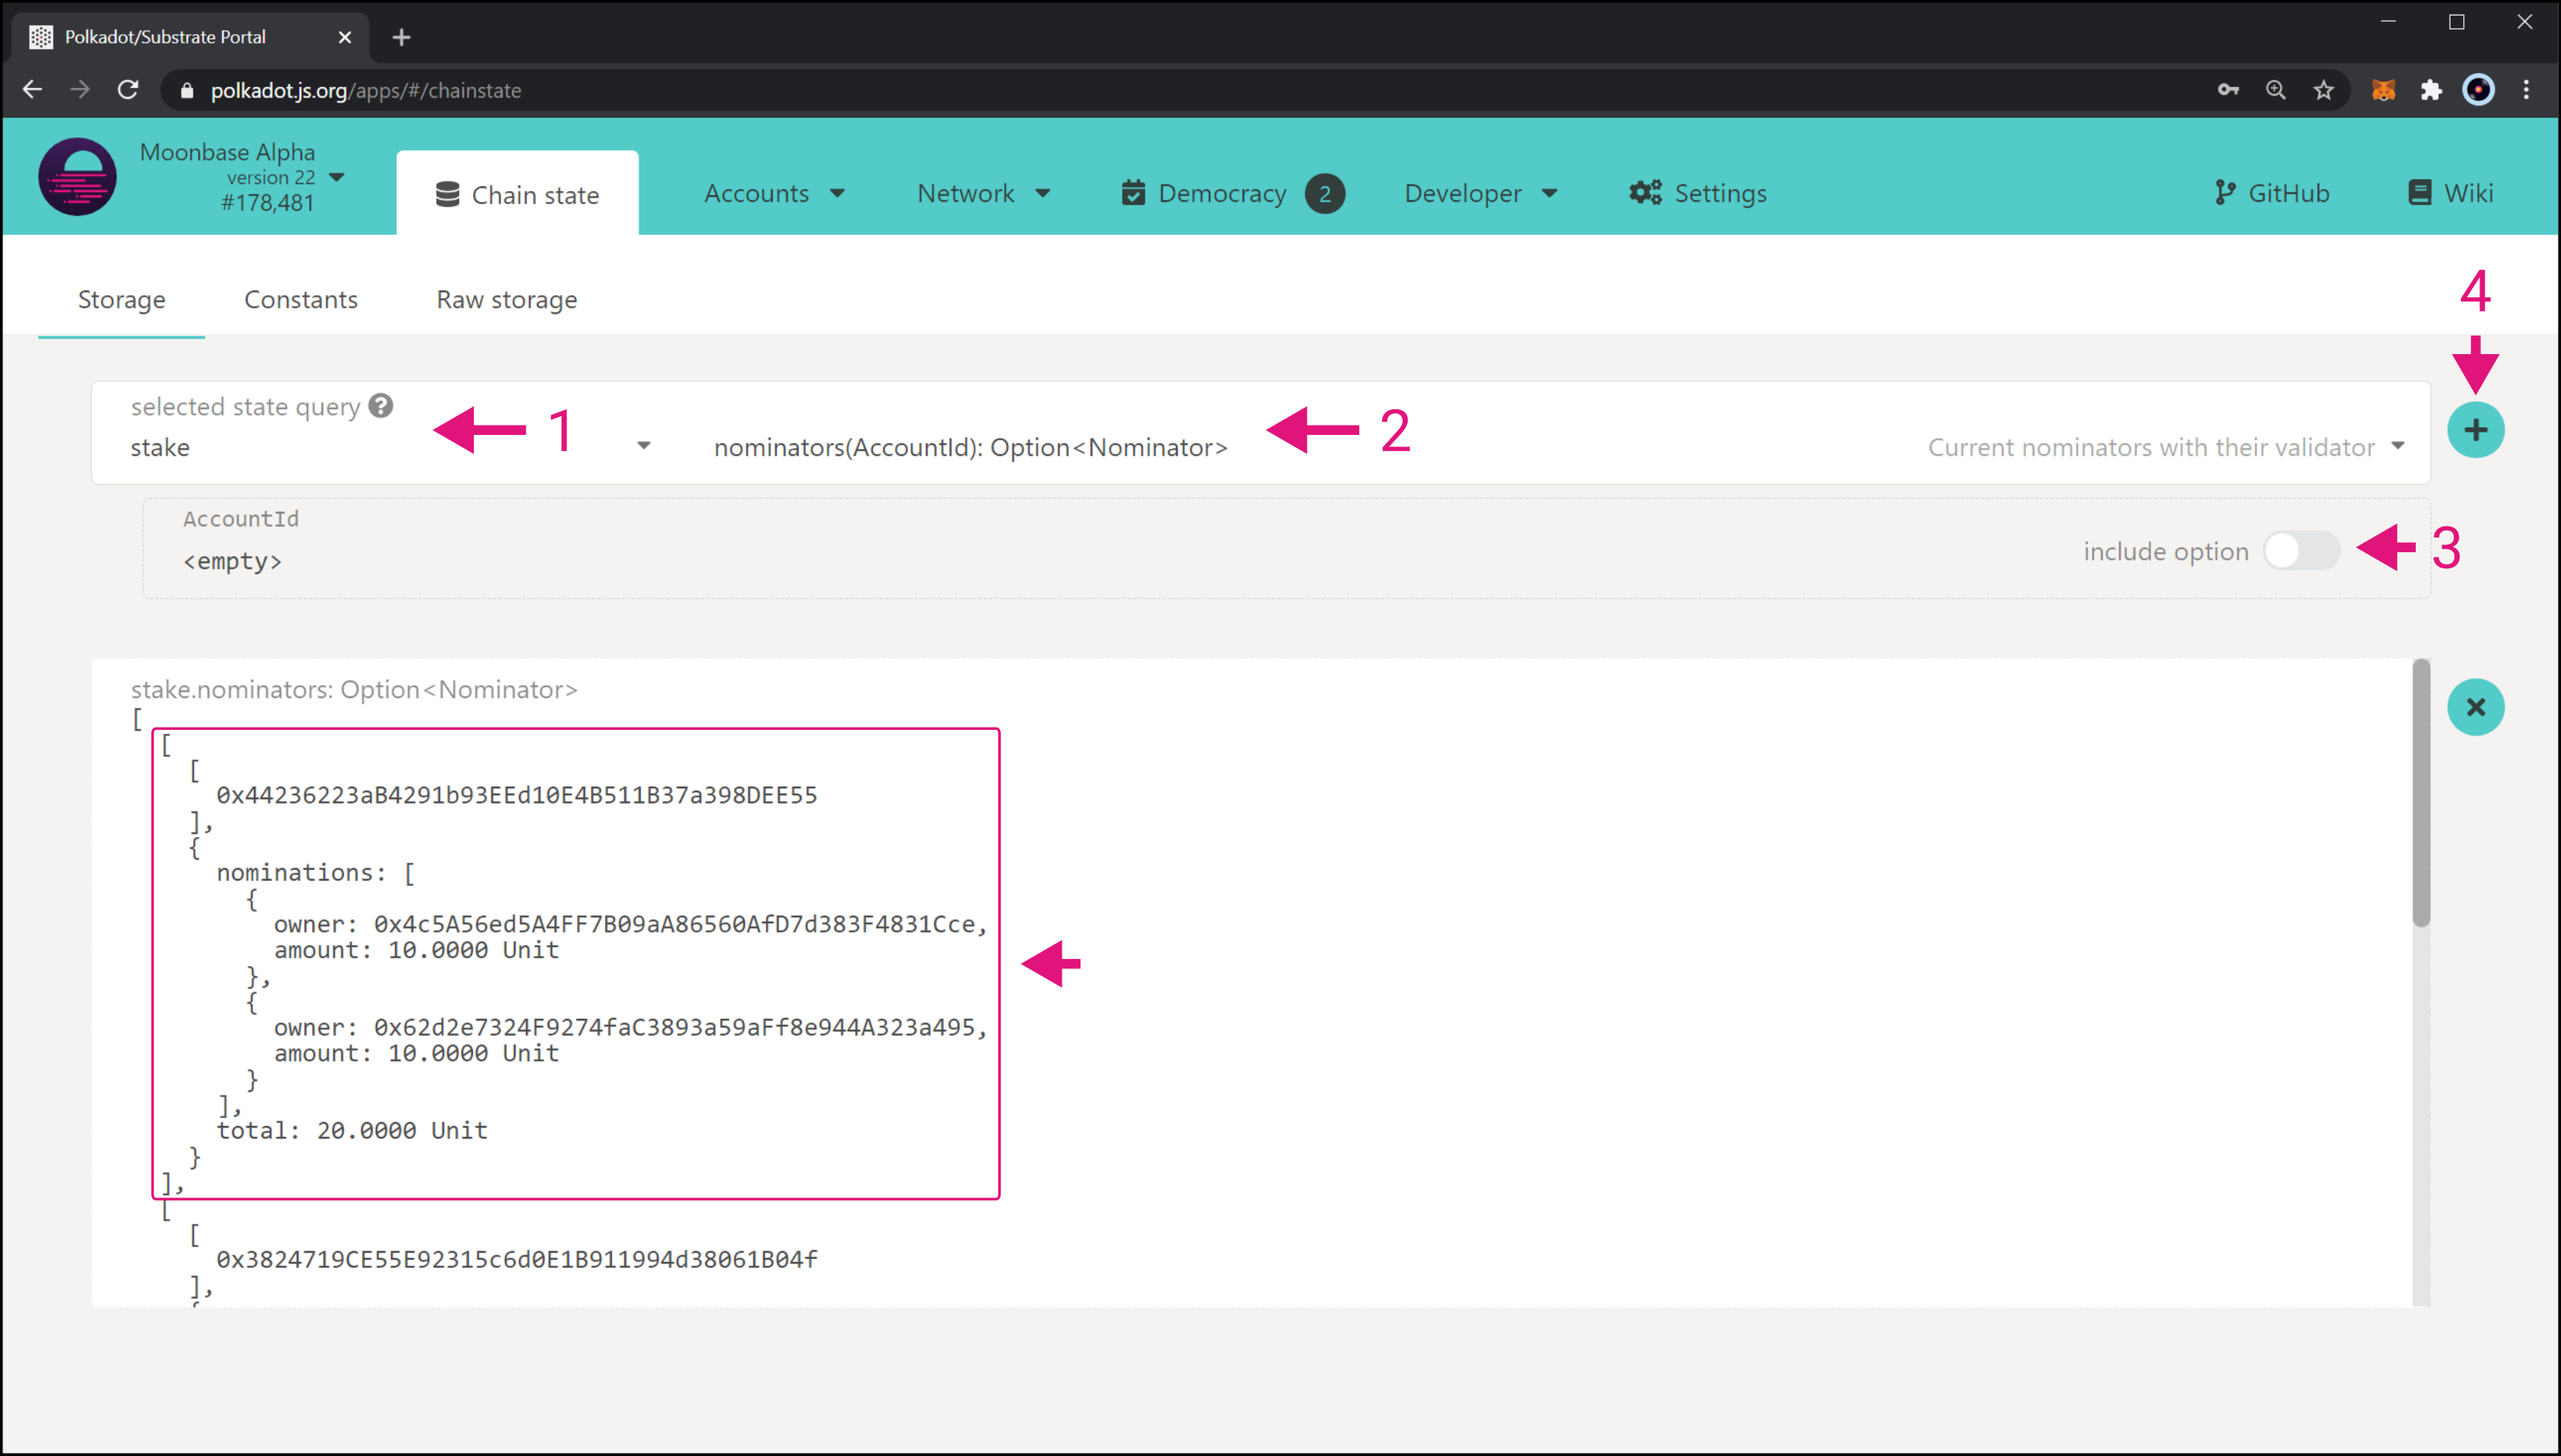 Polkadot/Substrate Portal
polkadot.js.org/apps/#/chainstate
Moonbase Alpha
version 22
#178,481
Chain state
Accounts
Network
Democracy 2
Developer
Settings
GitHub
Wiki
Storage
Constants
Raw storage
4
selected state query ?
1
2
stake
nominators(AccountId): Option<Nominator>
Current nominators with their validator
AccountId
<empty>
include option
3
stake.nominators: Option<Nominator>
[
[
[
0x44236223aB4291b93EEd10E4B511B37a398DEE55
],
{
nominations: [
{
owner: 0x4c5A56ed5A4FF7B09aA86560AfD7d383F4831Cce,
amount: 10.0000 Unit
},
{
owner: 0x62d2e7324F9274faC3893a59aFf8e944A323a495,
amount: 10.0000 Unit
}
],
total: 20.0000 Unit
}
],
[
[
0x3824719CE55E92315c6d0E1B911994d38061B04f
],
{